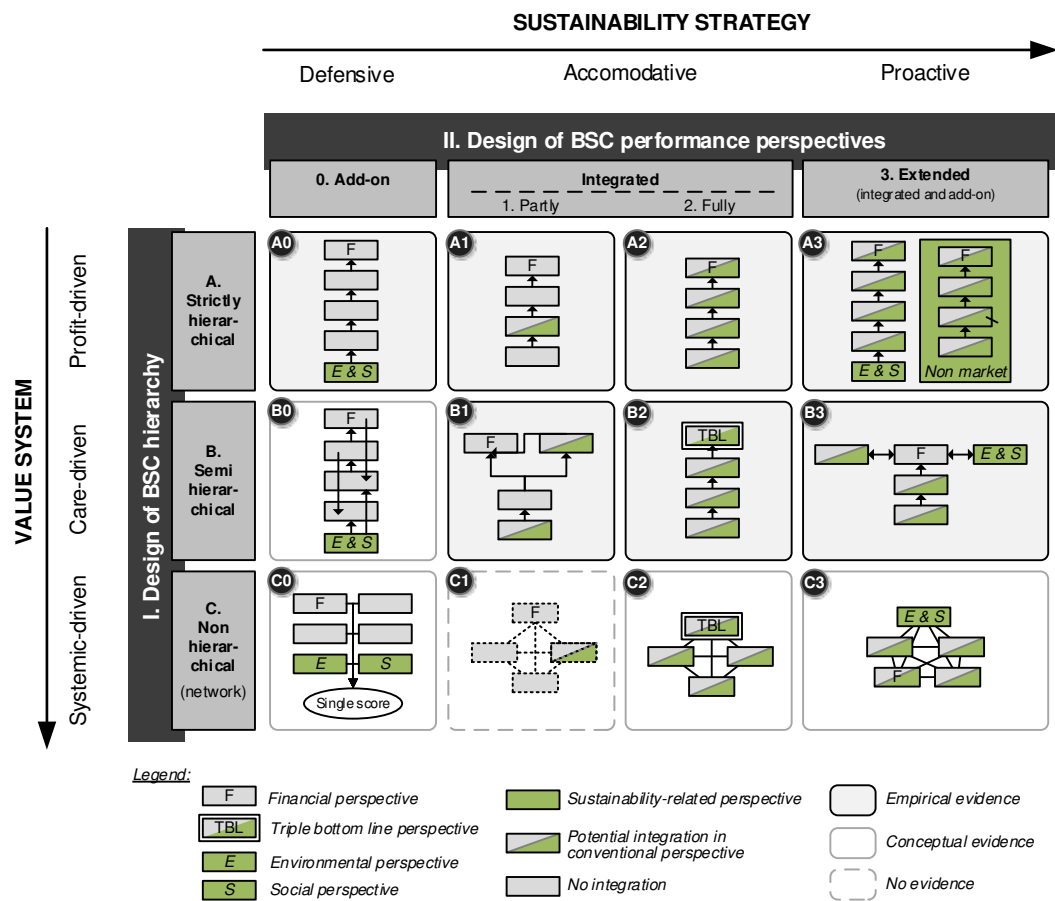 SUSTAINABILITY STRATEGY
Defensive
Accomodative
Proactive
II. Design of BSC performance perspectives
0. Add-on
Integrated
1. Partly
2. Fully
3. Extended
(integrated and add-on)
VALUE SYSTEM
Profit-driven
Care-driven
Systemic-driven
I. Design of BSC hierarchy
A.
Strictly
hierar-
chical
A0
F
E & S
A1
F
A2
F
A3
F
E & S
F
Non market
B.
Semi
hierar-
chical
B0
F
E & S
B1
F
B2
TBL
B3
F
E & S
C.
Non
hierar-
chical
(network)
C0
F
E
S
Single score
C1
F
C2
TBL
C3
E & S
F
Legend:
F
Financial perspective
TBL
Triple bottom line perspective
E
Environmental perspective
S
Social perspective
Sustainability-related perspective
Potential integration in
conventional perspective
No integration
Empirical evidence
Conceptual evidence
No evidence